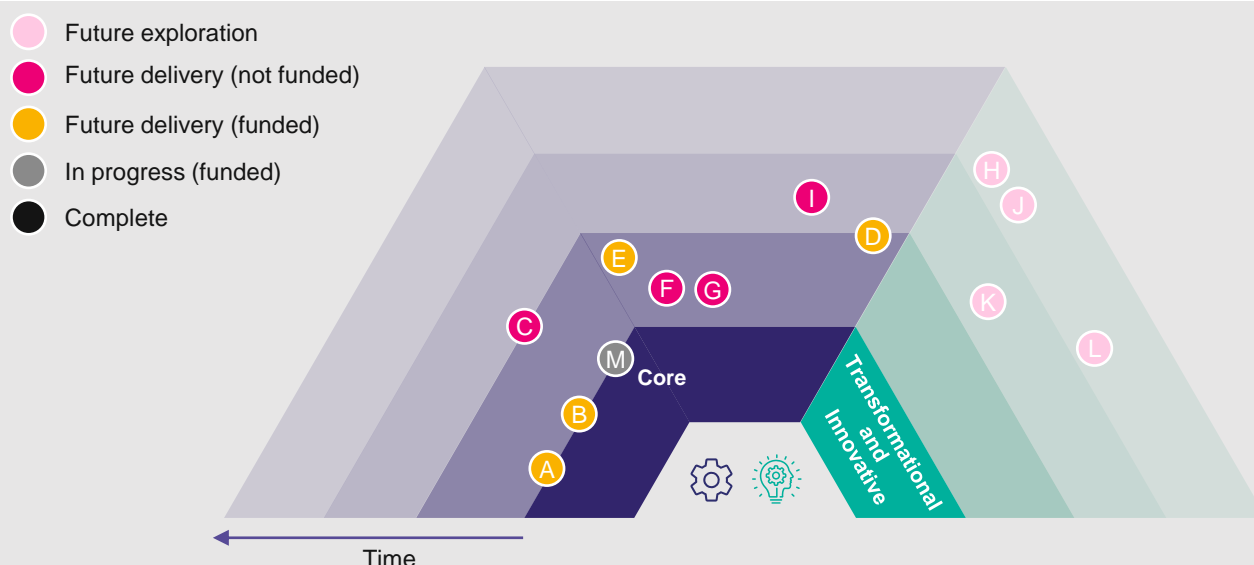 Future exploration
Future delivery (not funded)
Future delivery (funded)
In progress (funded)
Complete
H
I
J
D
E
F
G
K
C
L
M
Core
B
A
Transformational
and
Innovative
Time